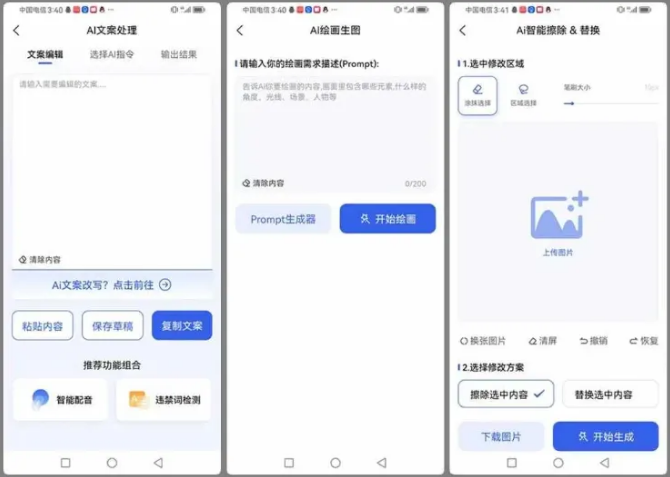 中国电信3:40
AI文案处理
文案编辑 选择AI指令 输出结果
请输入需要编辑的文案....
清除内容
Ai文案改写?点击前往
粘贴内容 保存草稿 复制文案
推荐功能组合
智能配音 违禁词检测
中国电信3:40
AI绘画生图
请输入你的绘画需求描述(Prompt):
告诉AI你要绘画的内容,画面里包含哪些元素,什么样的
角度、光线、场景、人物等
清除内容 0/200
Prompt生成器 开始绘画
中国电信3:41
Ai智能擦除 & 替换
1.选中修改区域
涂抹选择 区域选择 笔刷大小
上传图片
换张图片 清屏 撤销 恢复
2.选择修改方案
擦除选中内容 替换选中内容
下载图片 开始生成